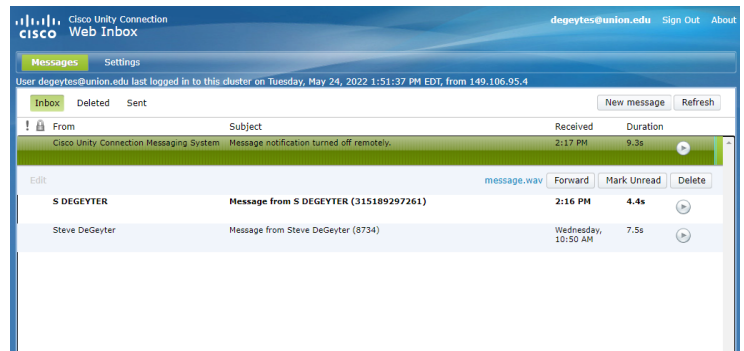 CISCO Cisco Unity Connection
Web Inbox
degeytes@union.edu Sign Out About
Messages Settings
User degeytes@union.edu last logged in to this cluster on Tuesday, May 24, 2022 1:51:37 PM EDT, from 149.106.95.4
Inbox Deleted Sent New message Refresh
! From Subject Received Duration
Cisco Unity Connection Messaging System Message notification turned off remotely. 2:17 PM 9.3s
Edit message.wav Forward Mark Unread Delete
S DEGEYTER Message from S DEGEYTER (315189297261) 2:16 PM 4.4s
Steve DeGeyter Message from Steve DeGeyter (8734) Wednesday, 7.5s
10:50 AM